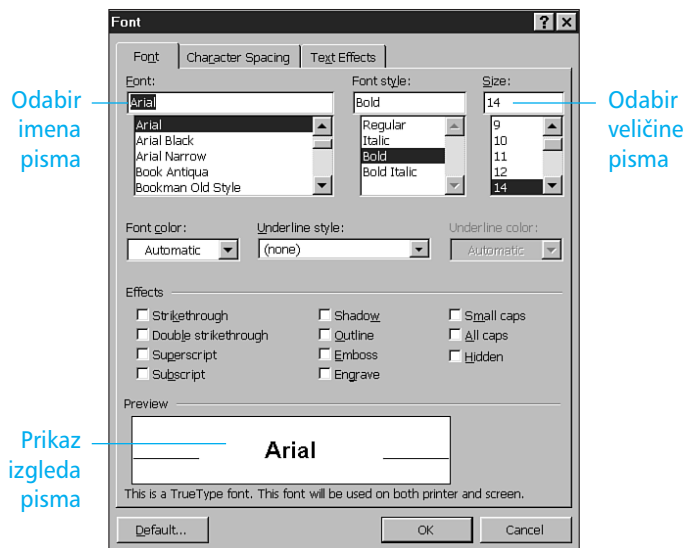 Font
Font Character Spacing Text Effects
Font: Font style: Size:
Odabir
imena
pisma
Arial Bold 14
Odabir
veličine
pisma
Arial Regular 9
Arial Black Italic 10
Arial Narrow Bold 11
Book Antiqua Bold Italic 12
Bookman Old Style 14
Font color: Underline style: Underline color:
Automatic (none) Automatic
Effects
Strikethrough Shadow Small caps
Double strikethrough Outline All caps
Superscript Emboss Hidden
Subscript Engrave
Preview
Prikaz
izgleda
pisma
Arial
This is a TrueType font. This font will be used on both printer and screen.
Default... OK Cancel